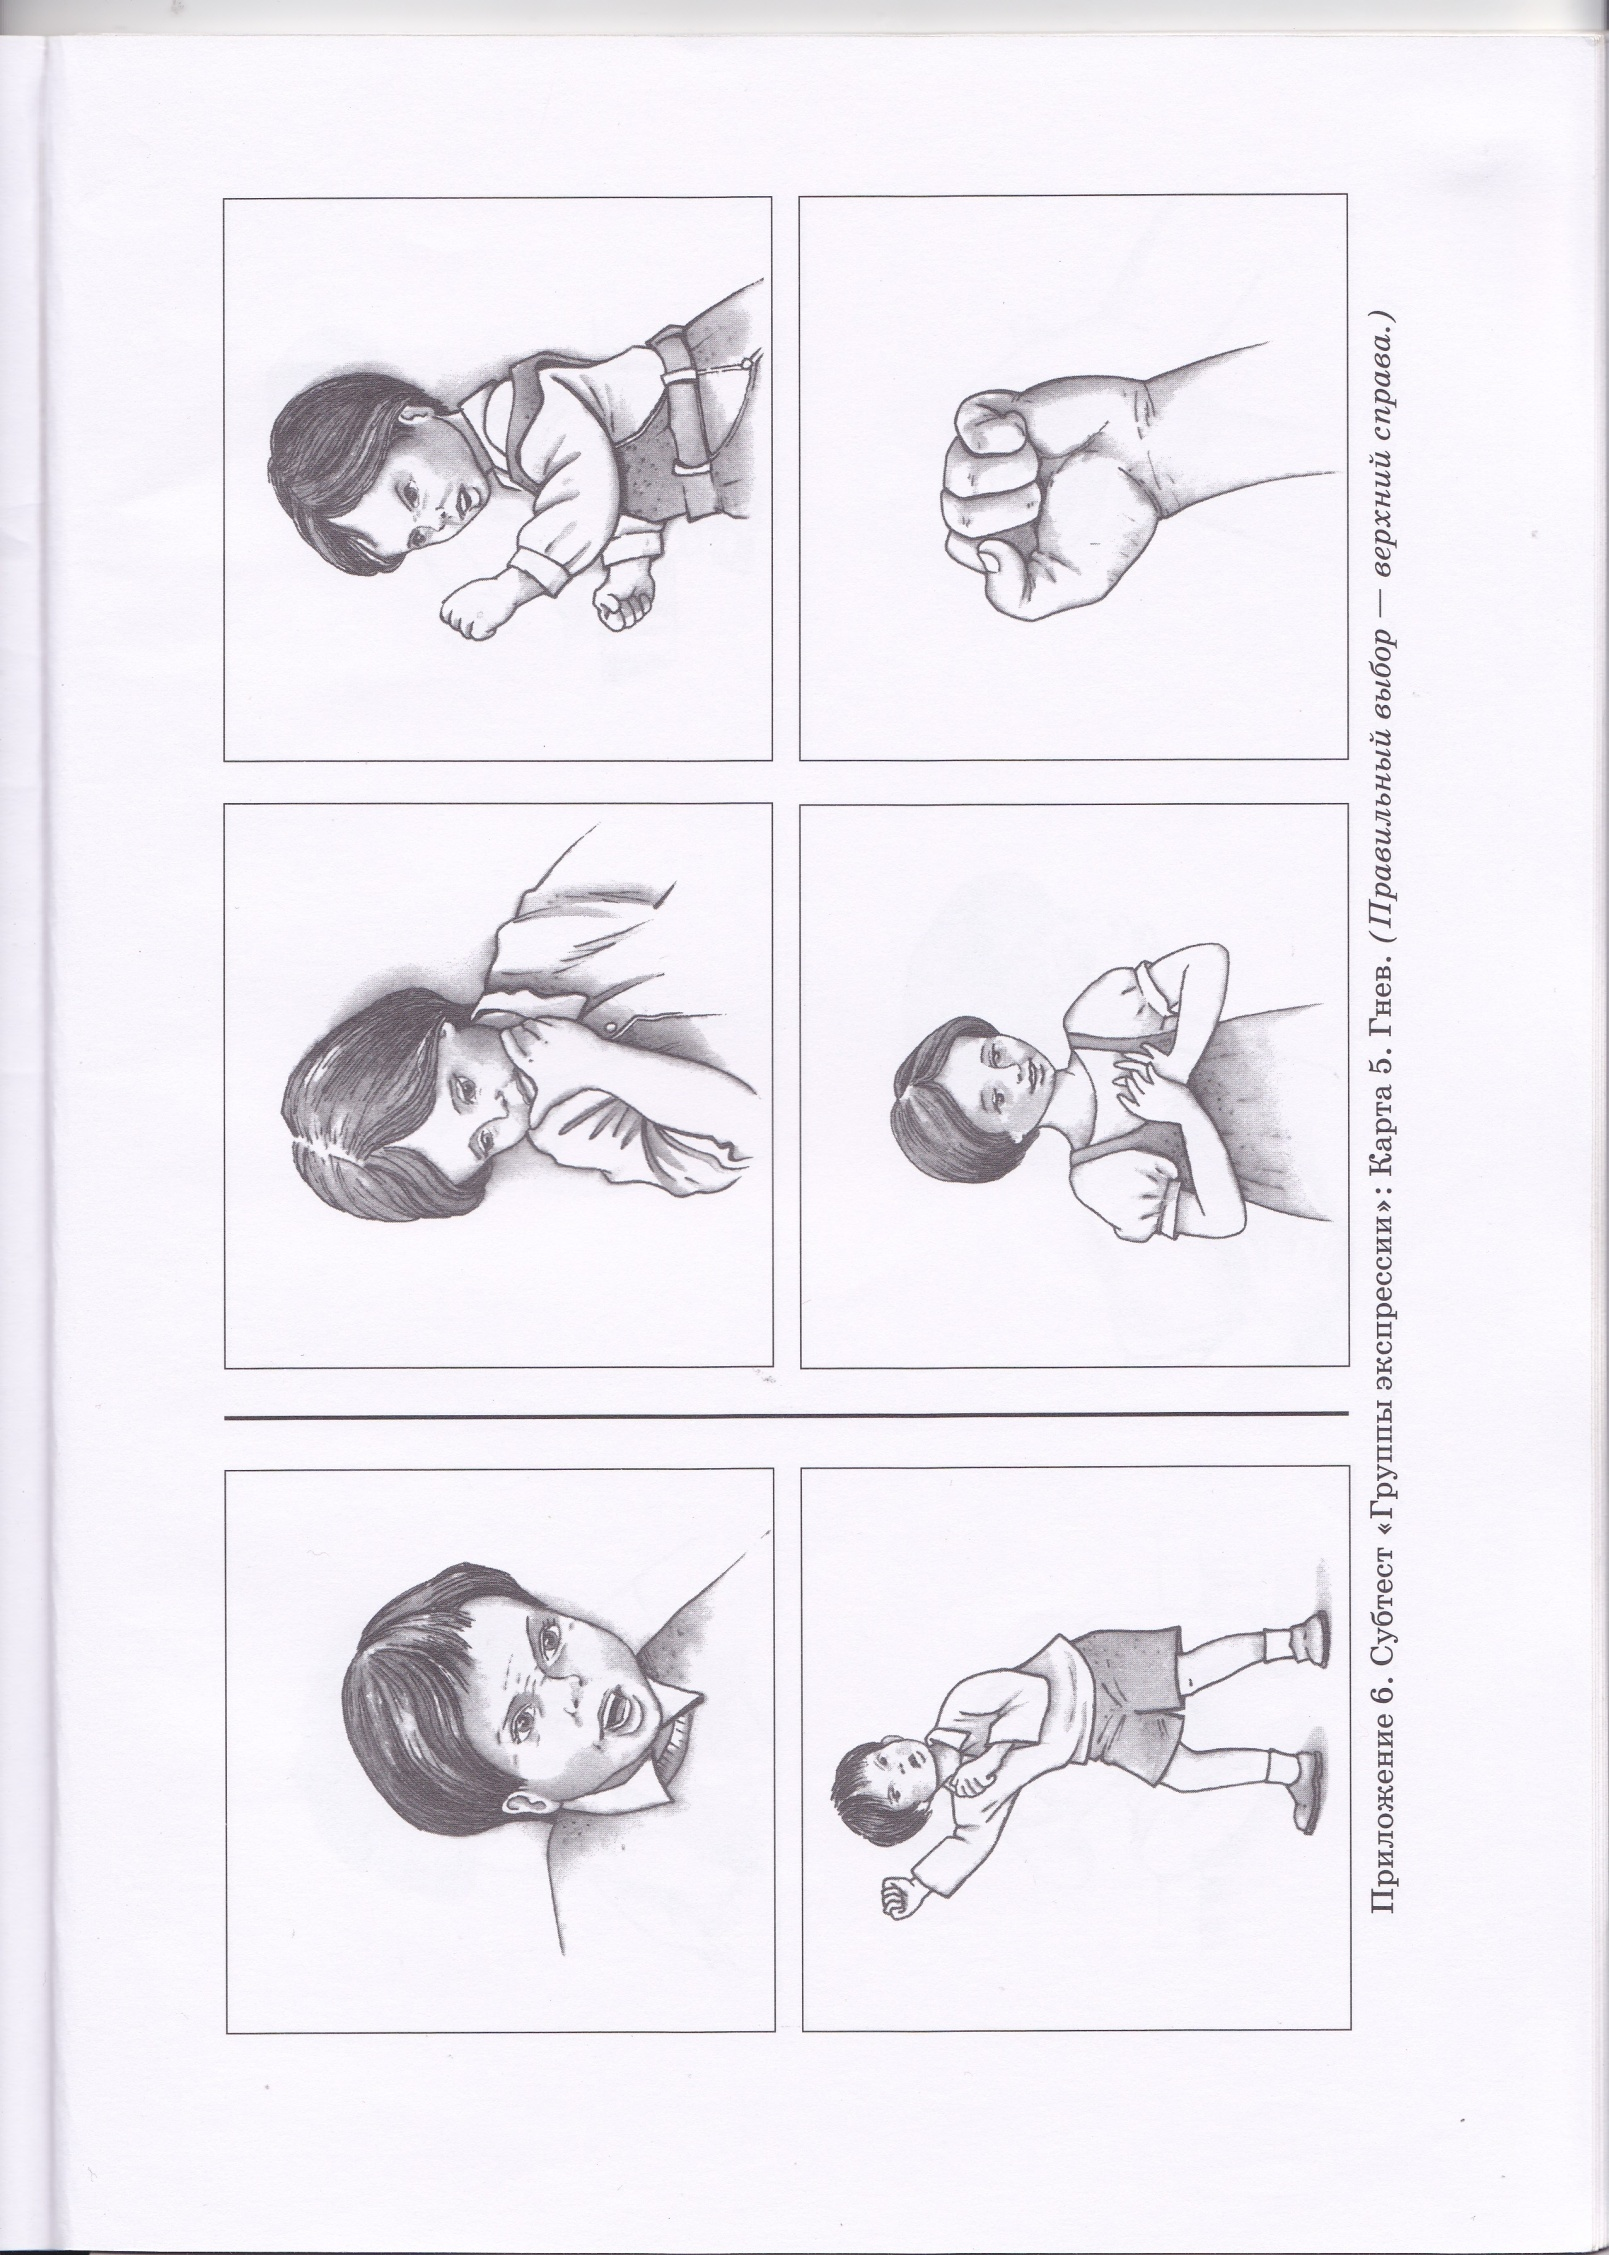 Приложение 6. Субтест «Группы экспрессии»: Карта 5. Гнев. (Правильный выбор — верхний справа.)